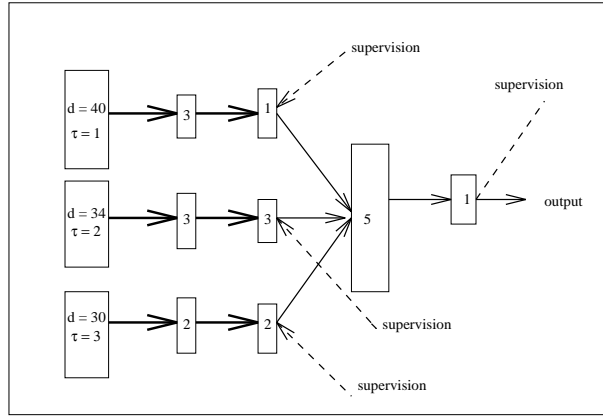 supervision
supervision
d = 40
τ = 1
3
1
d = 34
τ = 2
3
3
5
1
output
d = 30
τ = 3
2
2
supervision
supervision